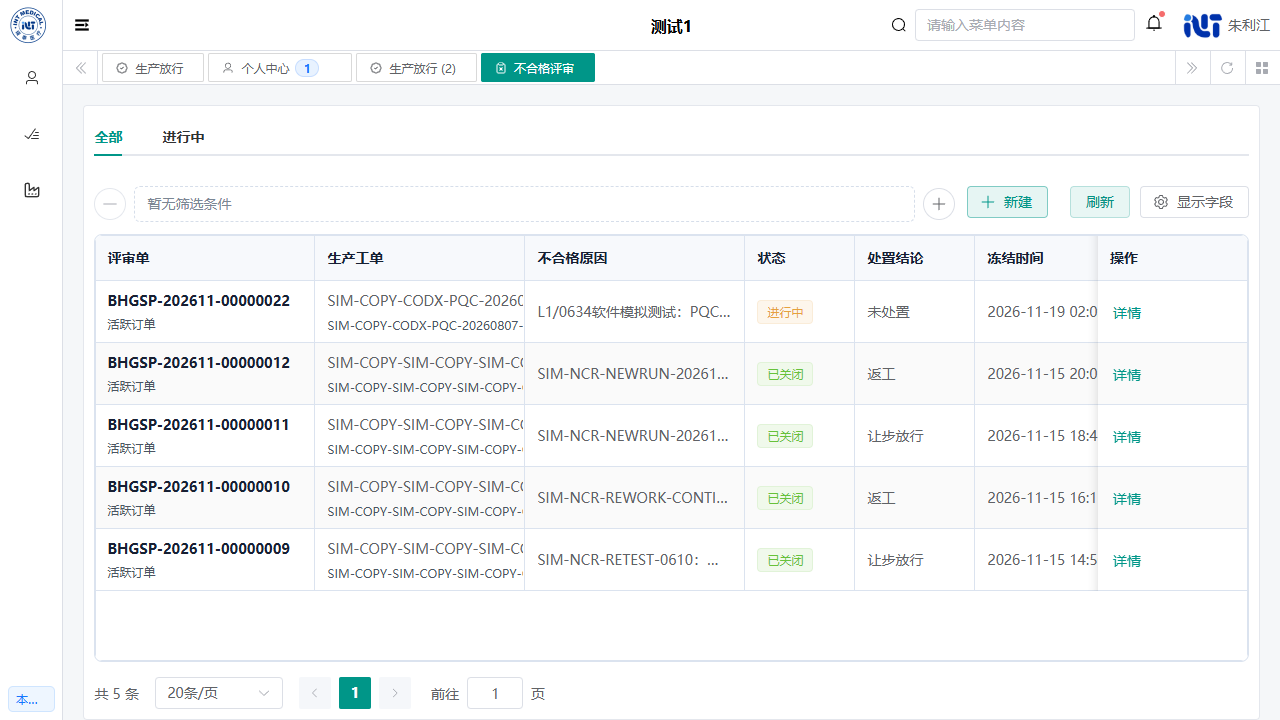 INT MEDICAL
测试1
请输入菜单内容
iNT
朱利江
生产放行
个人中心 1
生产放行 (2)
不合格评审
全部
进行中
暂无筛选条件
新建
刷新
显示字段
评审单 生产工单 不合格原因 状态 处置结论 冻结时间 操作
BHGSP-202611-00000022
活跃订单
SIM-COPY-CODX-PQC-20260
SIM-COPY-CODX-PQC-20260807-
L1/0634软件模拟测试：PQC...
进行中
未处置
2026-11-19 02:0
详情
BHGSP-202611-00000012
活跃订单
SIM-COPY-SIM-COPY-SIM-CO
SIM-COPY-SIM-COPY-SIM-COPY-
SIM-NCR-NEWRUN-20261...
已关闭
返工
2026-11-15 20:0
详情
BHGSP-202611-00000011
活跃订单
SIM-COPY-SIM-COPY-SIM-CO
SIM-COPY-SIM-COPY-SIM-COPY-
SIM-NCR-NEWRUN-20261...
已关闭
让步放行
2026-11-15 18:4
详情
BHGSP-202611-00000010
活跃订单
SIM-COPY-SIM-COPY-SIM-CO
SIM-COPY-SIM-COPY-SIM-COPY-
SIM-NCR-REWORK-CONTI...
已关闭
返工
2026-11-15 16:1
详情
BHGSP-202611-00000009
活跃订单
SIM-COPY-SIM-COPY-SIM-CO
SIM-COPY-SIM-COPY-SIM-COPY-
SIM-NCR-RETEST-0610：...
已关闭
让步放行
2026-11-15 14:5
详情
共 5 条
20条/页
1
前往 1 页
本...